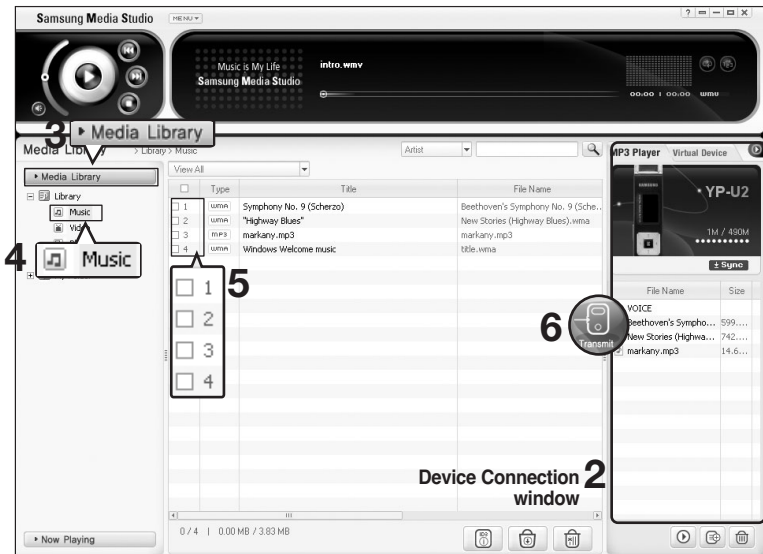 Samsung Media Studio
MENU
Music is My Life
Samsung Media Studio
intro.wmv
00:00 | 00:00 wmv
3
Media Library
Media Library > Library > Music
Artist
MP3 Player Virtual Device
Media Library
View All
Library
Music
4
Music
Type Title File Name
1 wma Symphony No. 9 (Scherzo) Beethoven's Symphony No. 9 (Sche..
2 wma "Highway Blues" New Stories (Highway Blues).wma
3 mp3 markany.mp3 markany.mp3
4 wma Windows Welcome music title.wma
5
1
2
3
4
SAMSUNG
YP-U2
1M / 490M
Sync
File Name Size
VOICE
Beethoven's Sympho... 599....
New Stories (Highwa... 742....
markany.mp3 14.6...
6
Transmit
Device Connection
window
2
Now Playing
0 / 4 | 0.00 MB / 3.83 MB